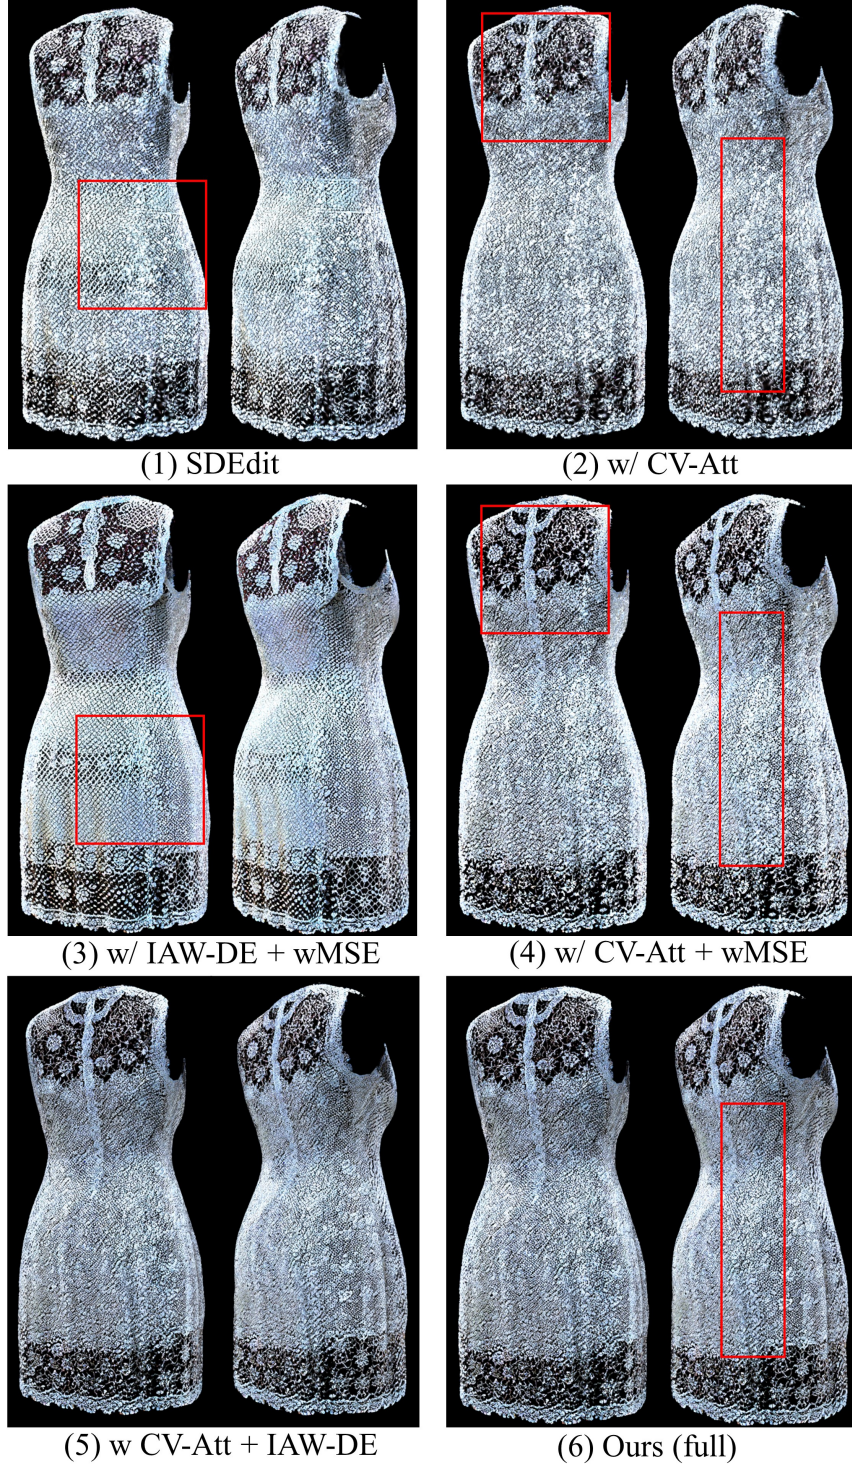 (1) SDEdit
(2) w/ CV-Att
(3) w/ IAW-DE + wMSE
(4) w/ CV-Att + wMSE
(5) w CV-Att + IAW-DE
(6) Ours (full)